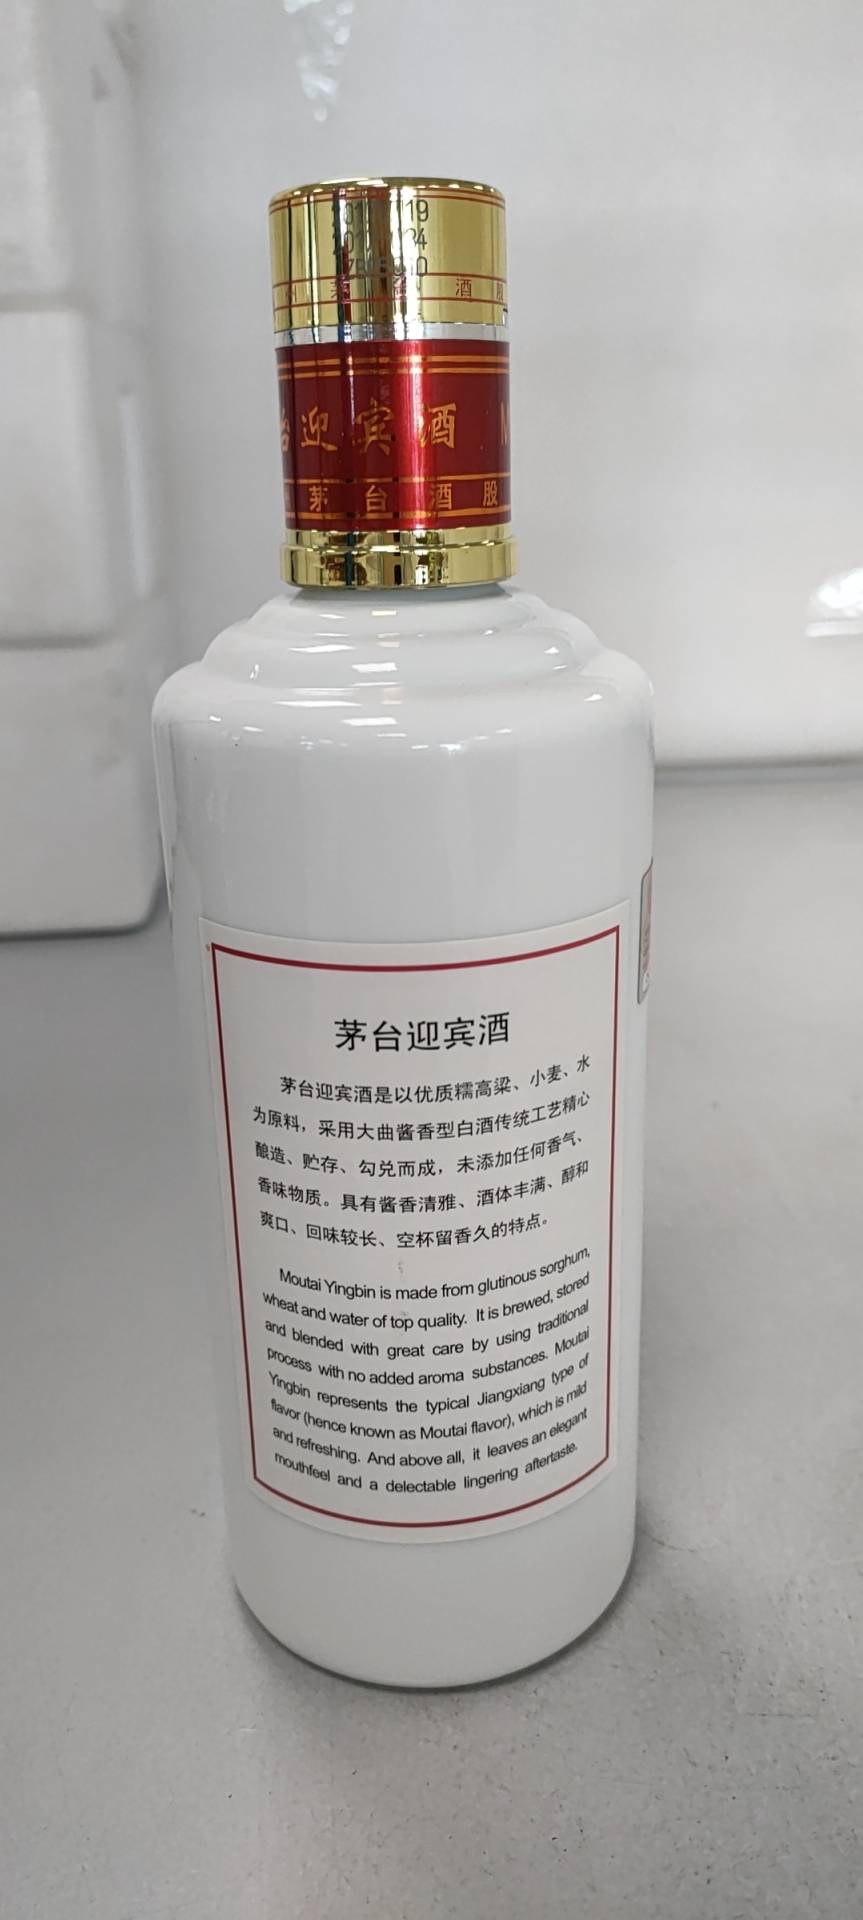 迎宾酒
茅台酒股
茅台迎宾酒
茅台迎宾酒是以优质糯高粱、小麦、水
为原料，采用大曲酱香型白酒传统工艺精心
酿造、贮存、勾兑而成，未添加任何香气、
香味物质。具有酱香清雅、酒体丰满、醇和
爽口、回味较长、空杯留香久的特点。
Moutai Yingbin is made from glutinous sorghum,
wheat and water of top quality. It is brewed, stored
and blended with great care by using traditional
process with no added aroma substances. Moutai
Yingbin represents the typical Jiangxiang type of
flavor (hence known as Moutai flavor), which is mild
and refreshing. And above all, it leaves an elegant
mouthfeel and a delectable lingering aftertaste.